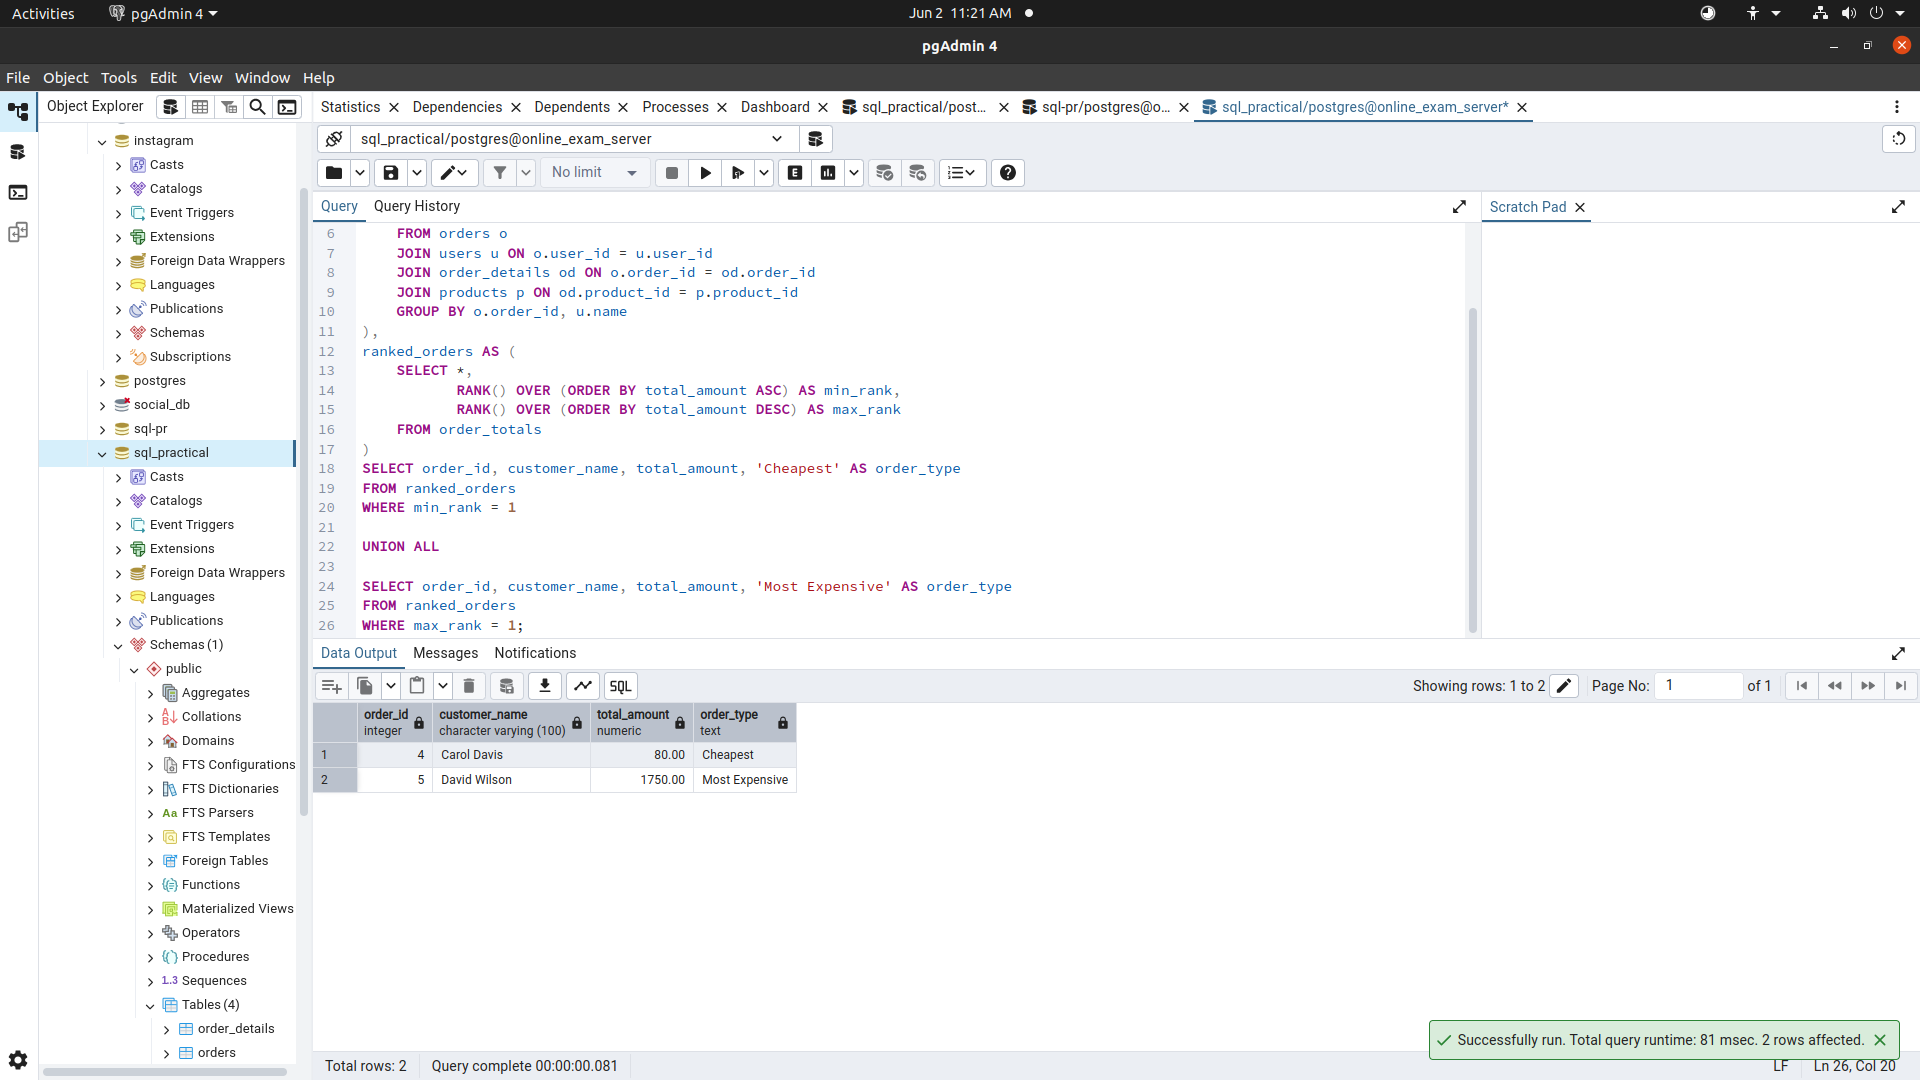 Activities
pgAdmin 4
Jun 2 11:21 AM
pgAdmin 4
File Object Tools Edit View Window Help
Object Explorer
instagram
Casts
Catalogs
Event Triggers
Extensions
Foreign Data Wrappers
Languages
Publications
Schemas
Subscriptions
postgres
social_db
sql-pr
sql_practical
Casts
Catalogs
Event Triggers
Extensions
Foreign Data Wrappers
Languages
Publications
Schemas (1)
public
Aggregates
Collations
Domains
FTS Configurations
FTS Dictionaries
Aa FTS Parsers
FTS Templates
Foreign Tables
Functions
Materialized Views
Operators
Procedures
1..3 Sequences
Tables (4)
order_details
orders
Statistics Dependencies Dependents Processes Dashboard sql_practical/post... sql-pr/postgres@o... sql_practical/postgres@online_exam_server*
sql_practical/postgres@online_exam_server
No limit
E
Query Query History
Scratch Pad
6 FROM orders o
7 JOIN users u ON o.user_id = u.user_id
8 JOIN order_details od ON o.order_id = od.order_id
9 JOIN products p ON od.product_id = p.product_id
10 GROUP BY o.order_id, u.name
11 ),
12 ranked_orders AS (
13 SELECT *,
14 RANK() OVER (ORDER BY total_amount ASC) AS min_rank,
15 RANK() OVER (ORDER BY total_amount DESC) AS max_rank
16 FROM order_totals
17 )
18 SELECT order_id, customer_name, total_amount, 'Cheapest' AS order_type
19 FROM ranked_orders
20 WHERE min_rank = 1
21
22 UNION ALL
23
24 SELECT order_id, customer_name, total_amount, 'Most Expensive' AS order_type
25 FROM ranked_orders
26 WHERE max_rank = 1;
Data Output Messages Notifications
SQL
Showing rows: 1 to 2 Page No: 1 of 1
order_id customer_name total_amount order_type
integer character varying (100) numeric text
1 4 Carol Davis 80.00 Cheapest
2 5 David Wilson 1750.00 Most Expensive
Successfully run. Total query runtime: 81 msec. 2 rows affected.
Total rows: 2 Query complete 00:00:00.081 LF Ln 26, Col 20